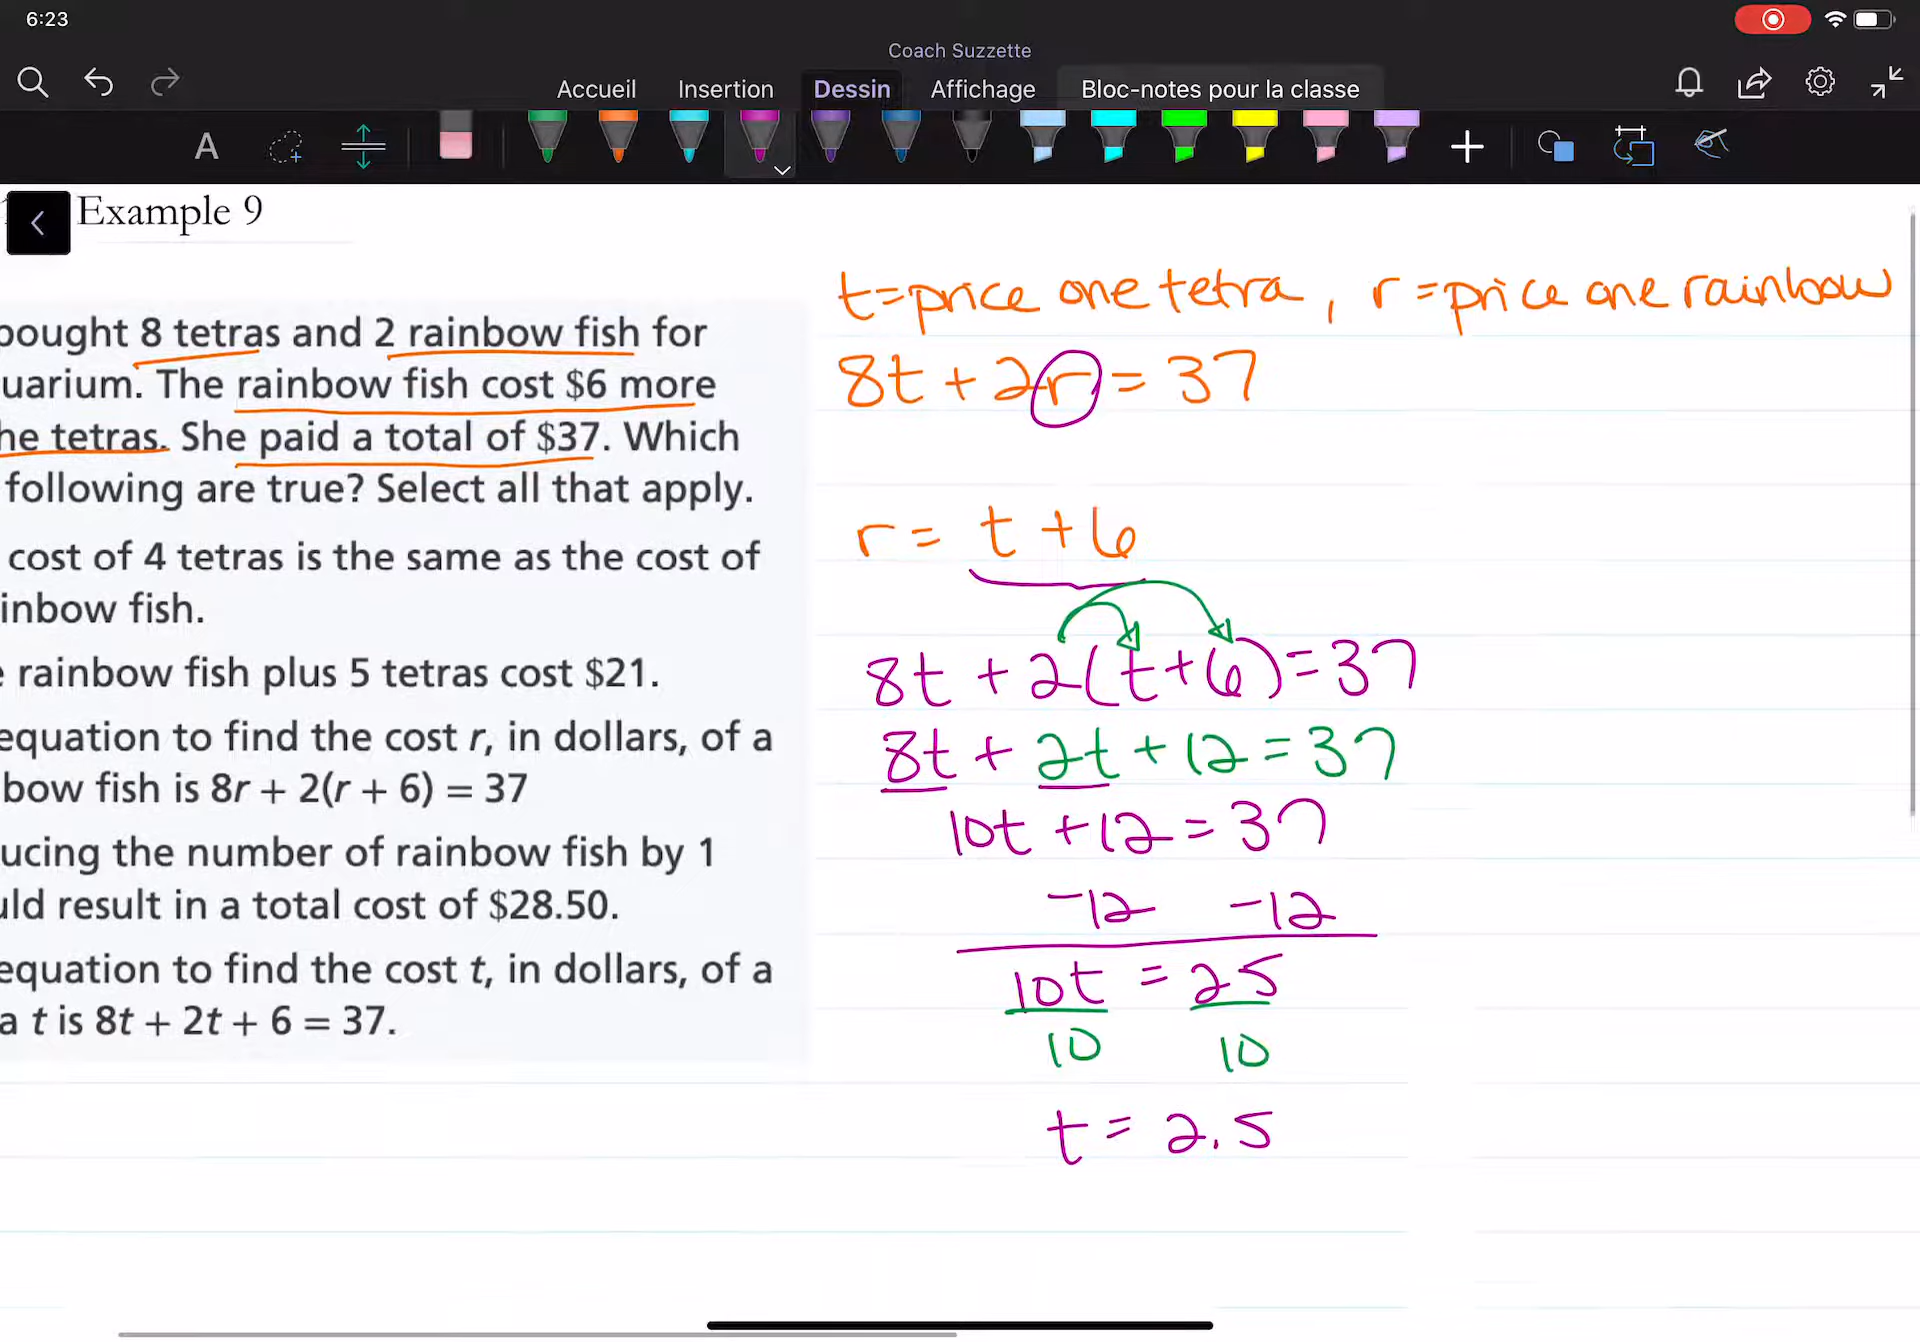 6:23
Coach Suzzette
Accueil Insertion Dessin Affichage Bloc-notes pour la classe
A
Example 9
bought 8 tetras and 2 rainbow fish for
uarium. The rainbow fish cost $6 more
he tetras. She paid a total of $37. Which
following are true? Select all that apply.
cost of 4 tetras is the same as the cost of
inbow fish.
e rainbow fish plus 5 tetras cost $21.
equation to find the cost r, in dollars, of a
bow fish is 8r + 2(r + 6) = 37
ucing the number of rainbow fish by 1
uld result in a total cost of $28.50.
equation to find the cost t, in dollars, of a
a t is 8t + 2t + 6 = 37.
t=price one tetra, r=price one rainbow
8t + 2r = 37
r = t + 6
8t + 2(t+6)=37
8t + 2t + 12 = 37
10t + 12 = 37
-12 -12
10t = 25
10 10
t = 2.5